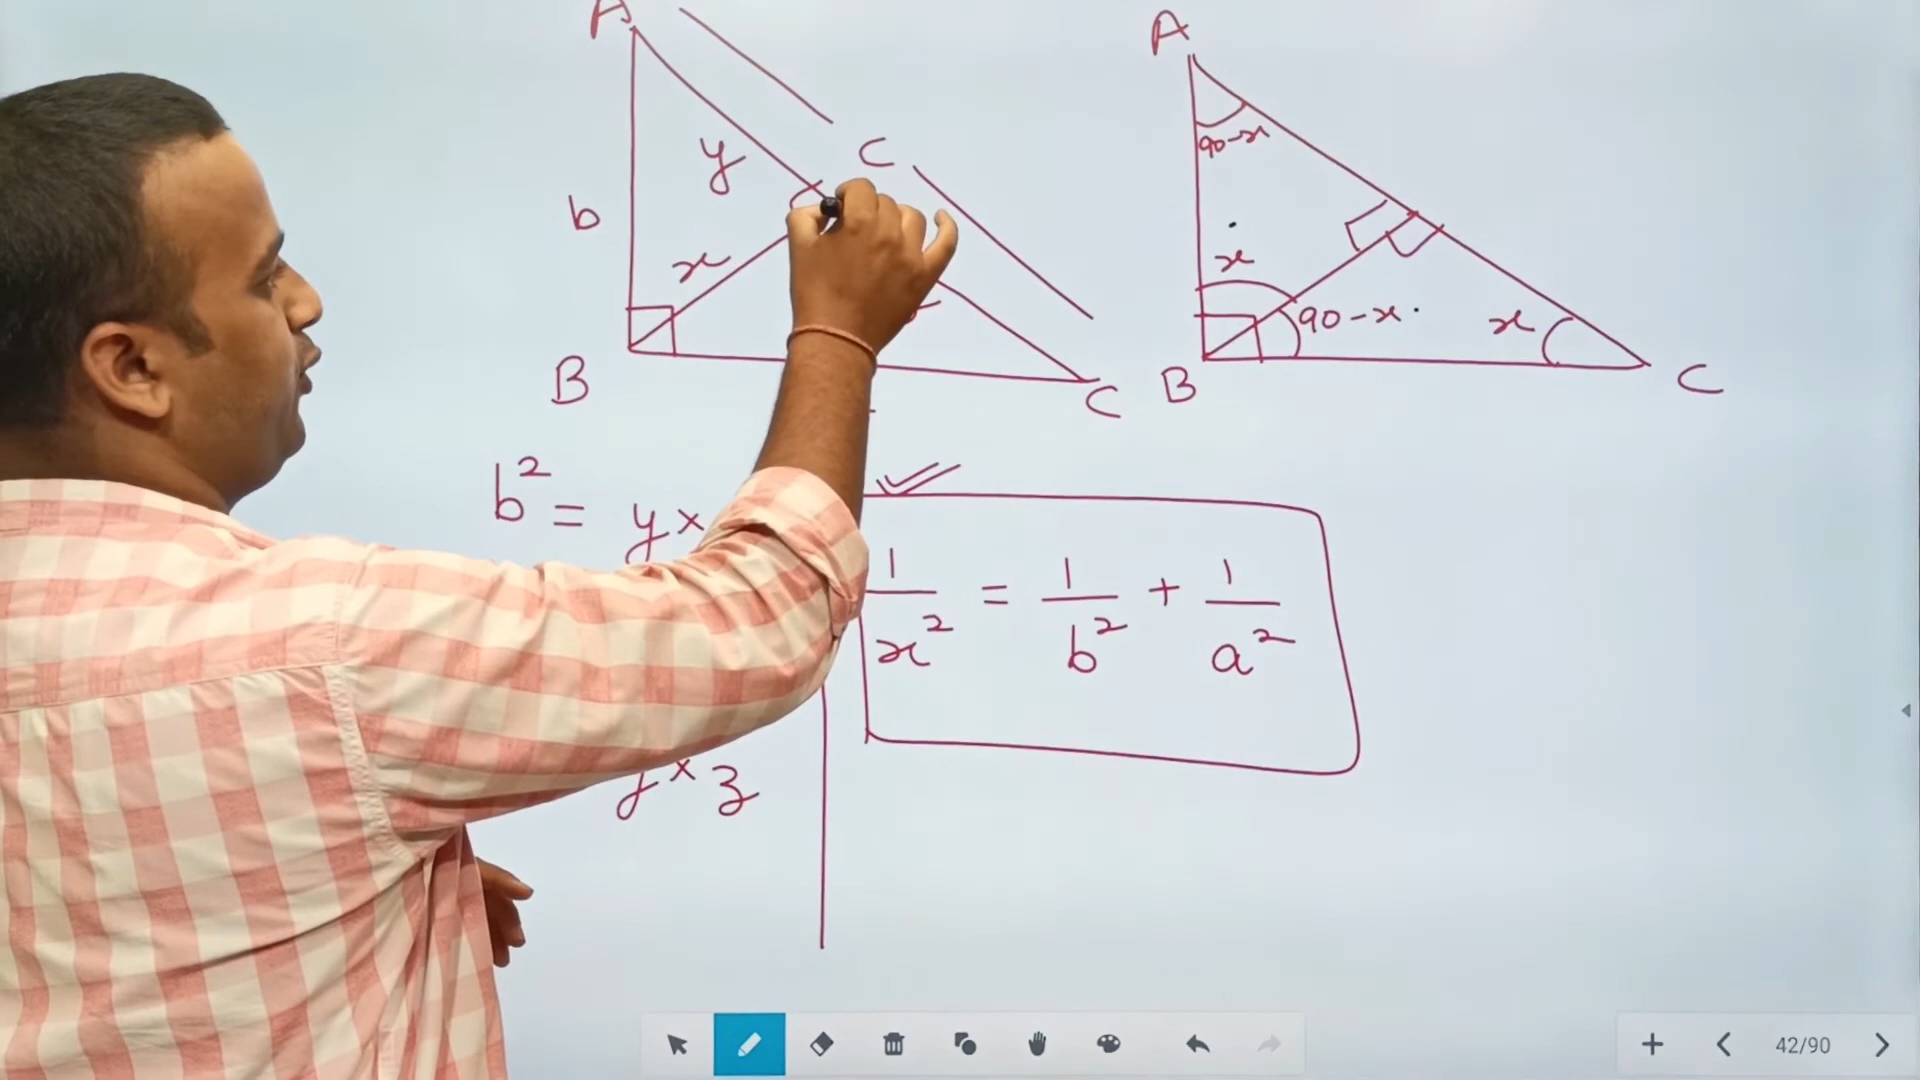 A
A
90-x
y
C
b
x
x
90-x
x
B
C
B
C
b² = y×
1/x² = 1/b² + 1/a²
y×z
42/90